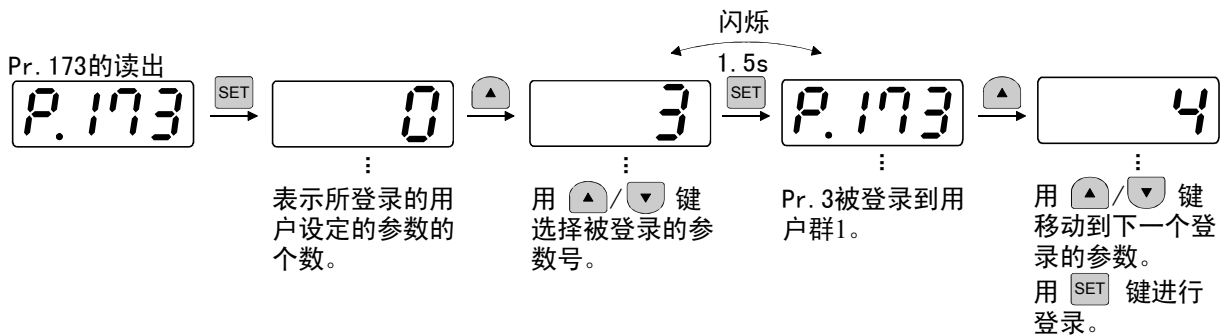 闪烁
Pr.173的读出
1.5s
P.173
SET
0
▲
3
SET
P.173
▲
4
表示所登录的用
户设定的参数的
个数。
用 ▲/▼ 键
选择被登录的参
数号。
Pr.3被登录到用
户群1。
用 ▲/▼ 键
移动到下一个登
录的参数。
用 SET 键进行
登录。